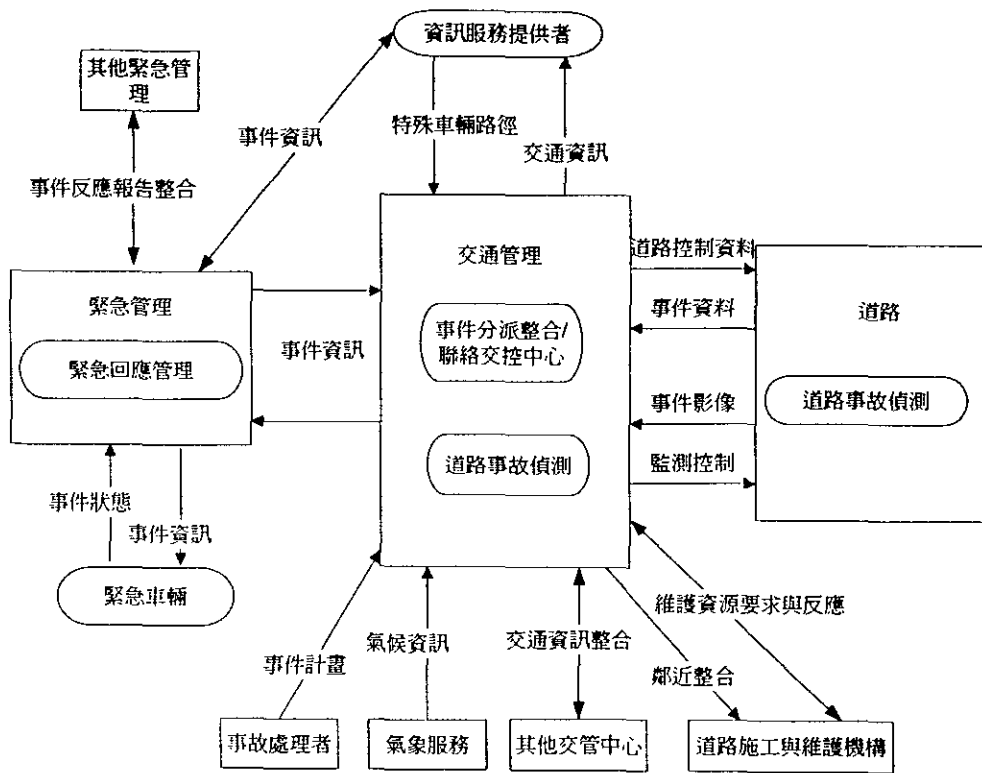 資訊服務提供者
其他緊急管
理
事件資訊
特殊車輛路徑
交通資訊
事件反應報告整合
交通管理
道路控制資料
緊急管理
事件資料
道路
事件分派整合/
聯絡交控中心
事件資訊
緊急回應管理
事件影像
道路事故偵測
道路事故偵測
監測控制
事件狀態
事件資訊
緊急車輛
維護資源要求與反應
氣候資訊
交通資訊整合
事件計畫
鄰近整合
事故處理者
氣象服務
其他交管中心
道路施工與維護機構